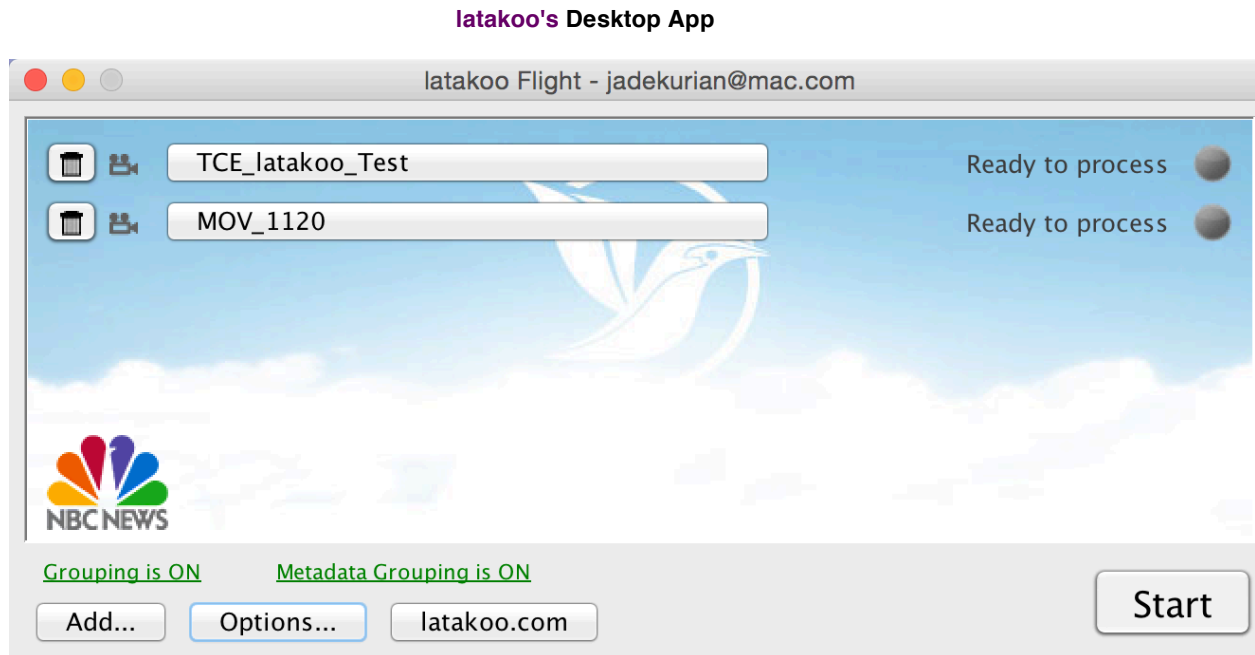 latakoo's Desktop App
latakoo Flight - jadekurian@mac.com
TCE_latakoo_Test Ready to process
MOV_1120 Ready to process
NBC NEWS
Grouping is ON Metadata Grouping is ON
Add... Options... latakoo.com Start